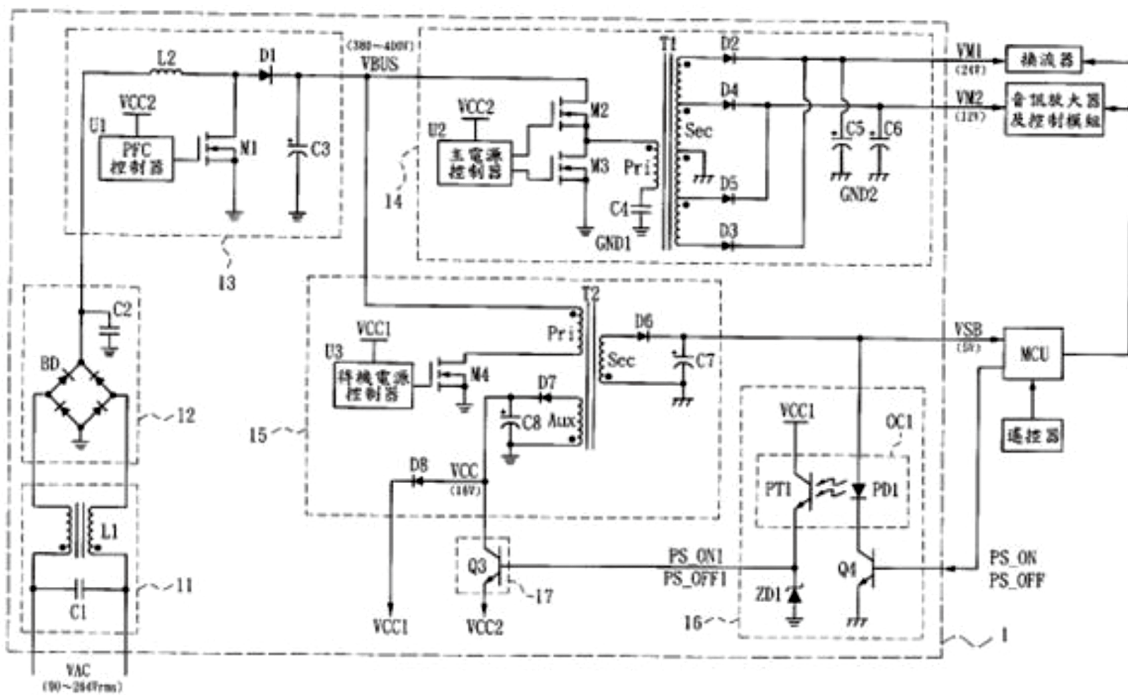 L2
D1
(380~400V)
VBUS
T1
D2
VM1
(24V)
換流器
VCC2
U1
PFC
控制器
M1
C3
VCC2
U2
主電源
控制器
M2
M3
Pri
Sec
D4
VM2
(12V)
音訊放大器
及控制模組
C5
C6
GND2
D5
D3
C4
GND1
14
13
C2
BD
12
T2
VCC1
U3
待機電源
控制器
M4
Pri
Sec
D6
C7
VSB
(5V)
MCU
遙控器
D7
C8
Aux
15
D8
VCC
(16V)
VCC1
OC1
PT1
PD1
L1
C1
11
Q3
17
PS_ON1
PS_OFF1
ZD1
Q4
PS_ON
PS_OFF
16
1
VCC1
VCC2
VAC
(90~264Vrms)